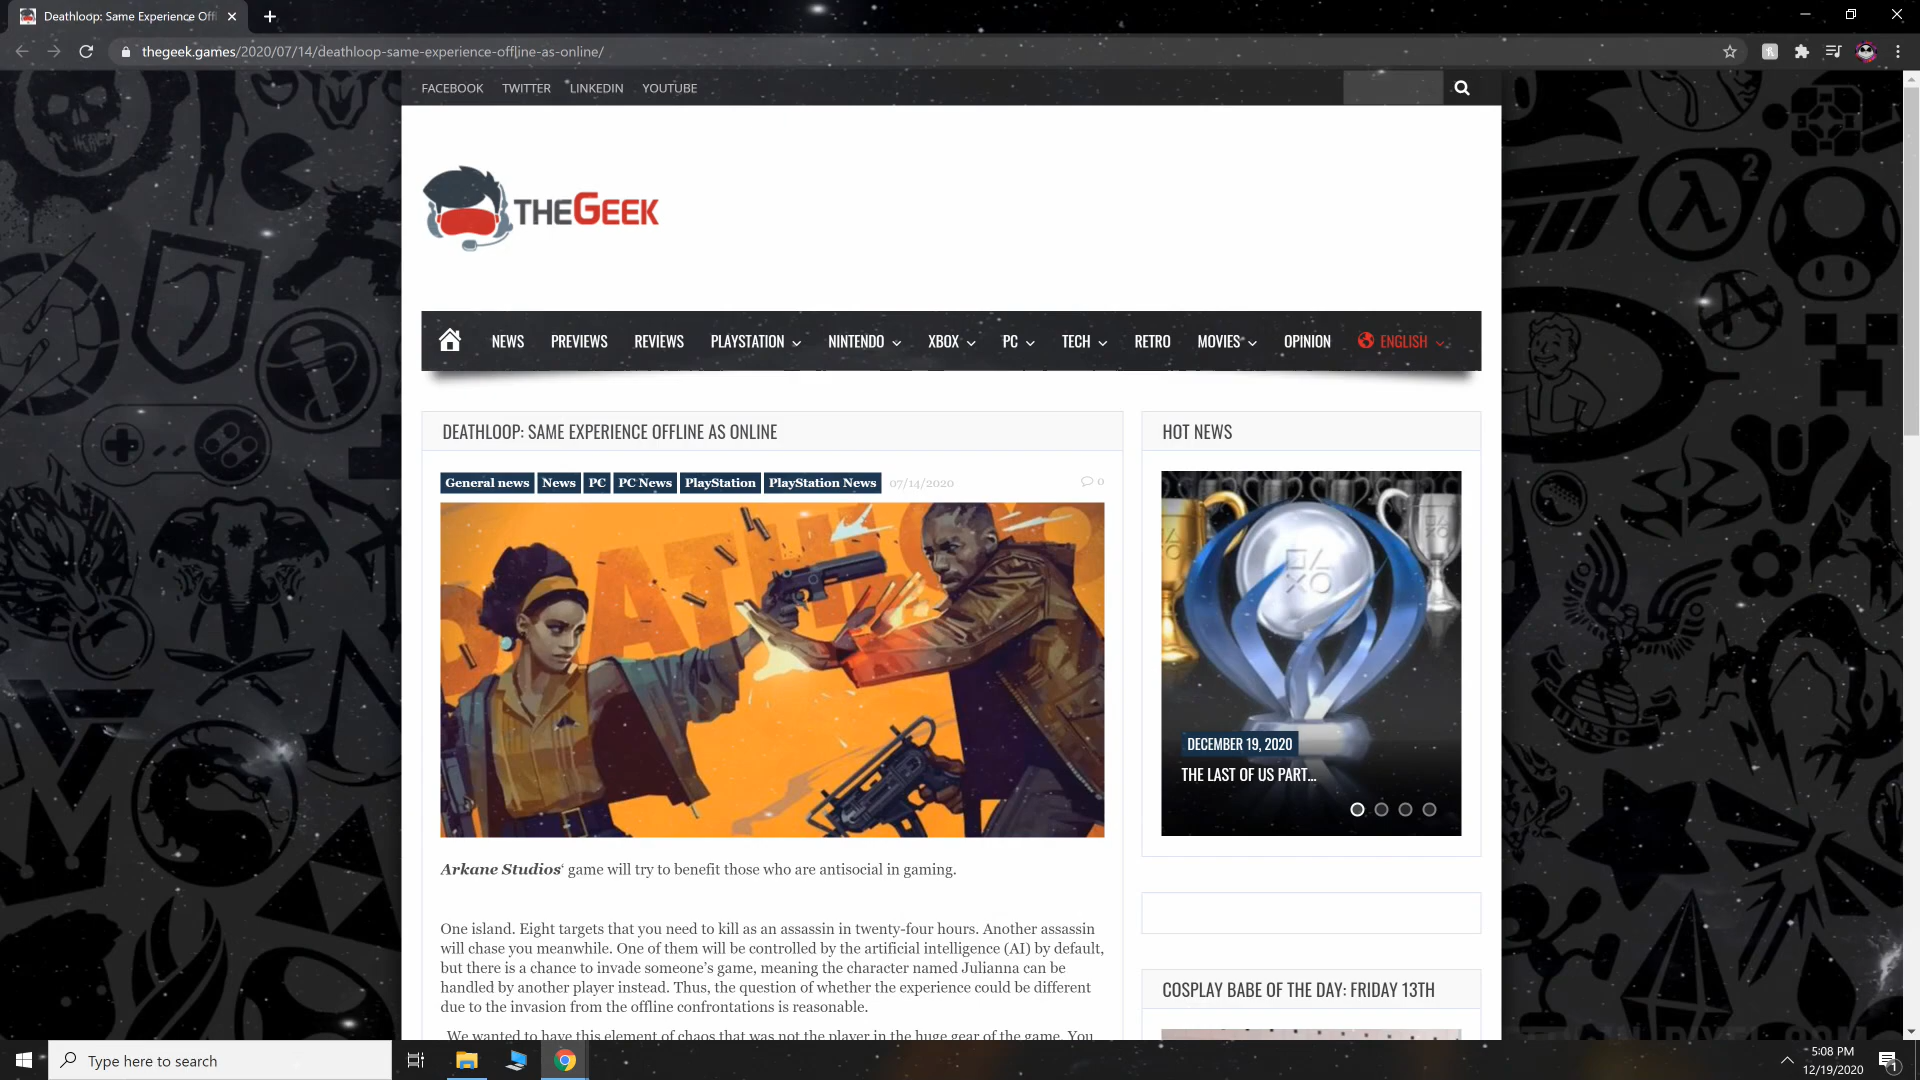 Deathloop: Same Experience Offl
thegeek.games/2020/07/14/deathloop-same-experience-offline-as-online/
FACEBOOK TWITTER LINKEDIN YOUTUBE
THEGEEK
NEWS PREVIEWS REVIEWS PLAYSTATION NINTENDO XBOX PC TECH RETRO MOVIES OPINION ENGLISH
DEATHLOOP: SAME EXPERIENCE OFFLINE AS ONLINE
General news News PC PC News PlayStation PlayStation News 07/14/2020 0
DEATHLOOP
Arkane Studios‘ game will try to benefit those who are antisocial in gaming.
One island. Eight targets that you need to kill as an assassin in twenty-four hours. Another assassin
will chase you meanwhile. One of them will be controlled by the artificial intelligence (AI) by default,
but there is a chance to invade someone’s game, meaning the character named Julianna can be
handled by another player instead. Thus, the question of whether the experience could be different
due to the invasion from the offline confrontations is reasonable.
We wanted to have this element of chaos that was not the player in the huge gear of the game. You
HOT NEWS
DECEMBER 19, 2020
THE LAST OF US PART...
COSPLAY BABE OF THE DAY: FRIDAY 13TH
UNSC
2
Type here to search
5:08 PM
12/19/2020
1